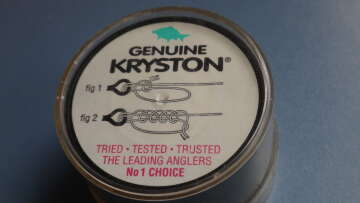 GENUINE
KRYSTON®
fig 1
fig 2
TRIED • TESTED • TRUSTED
THE LEADING ANGLERS
No 1 CHOICE